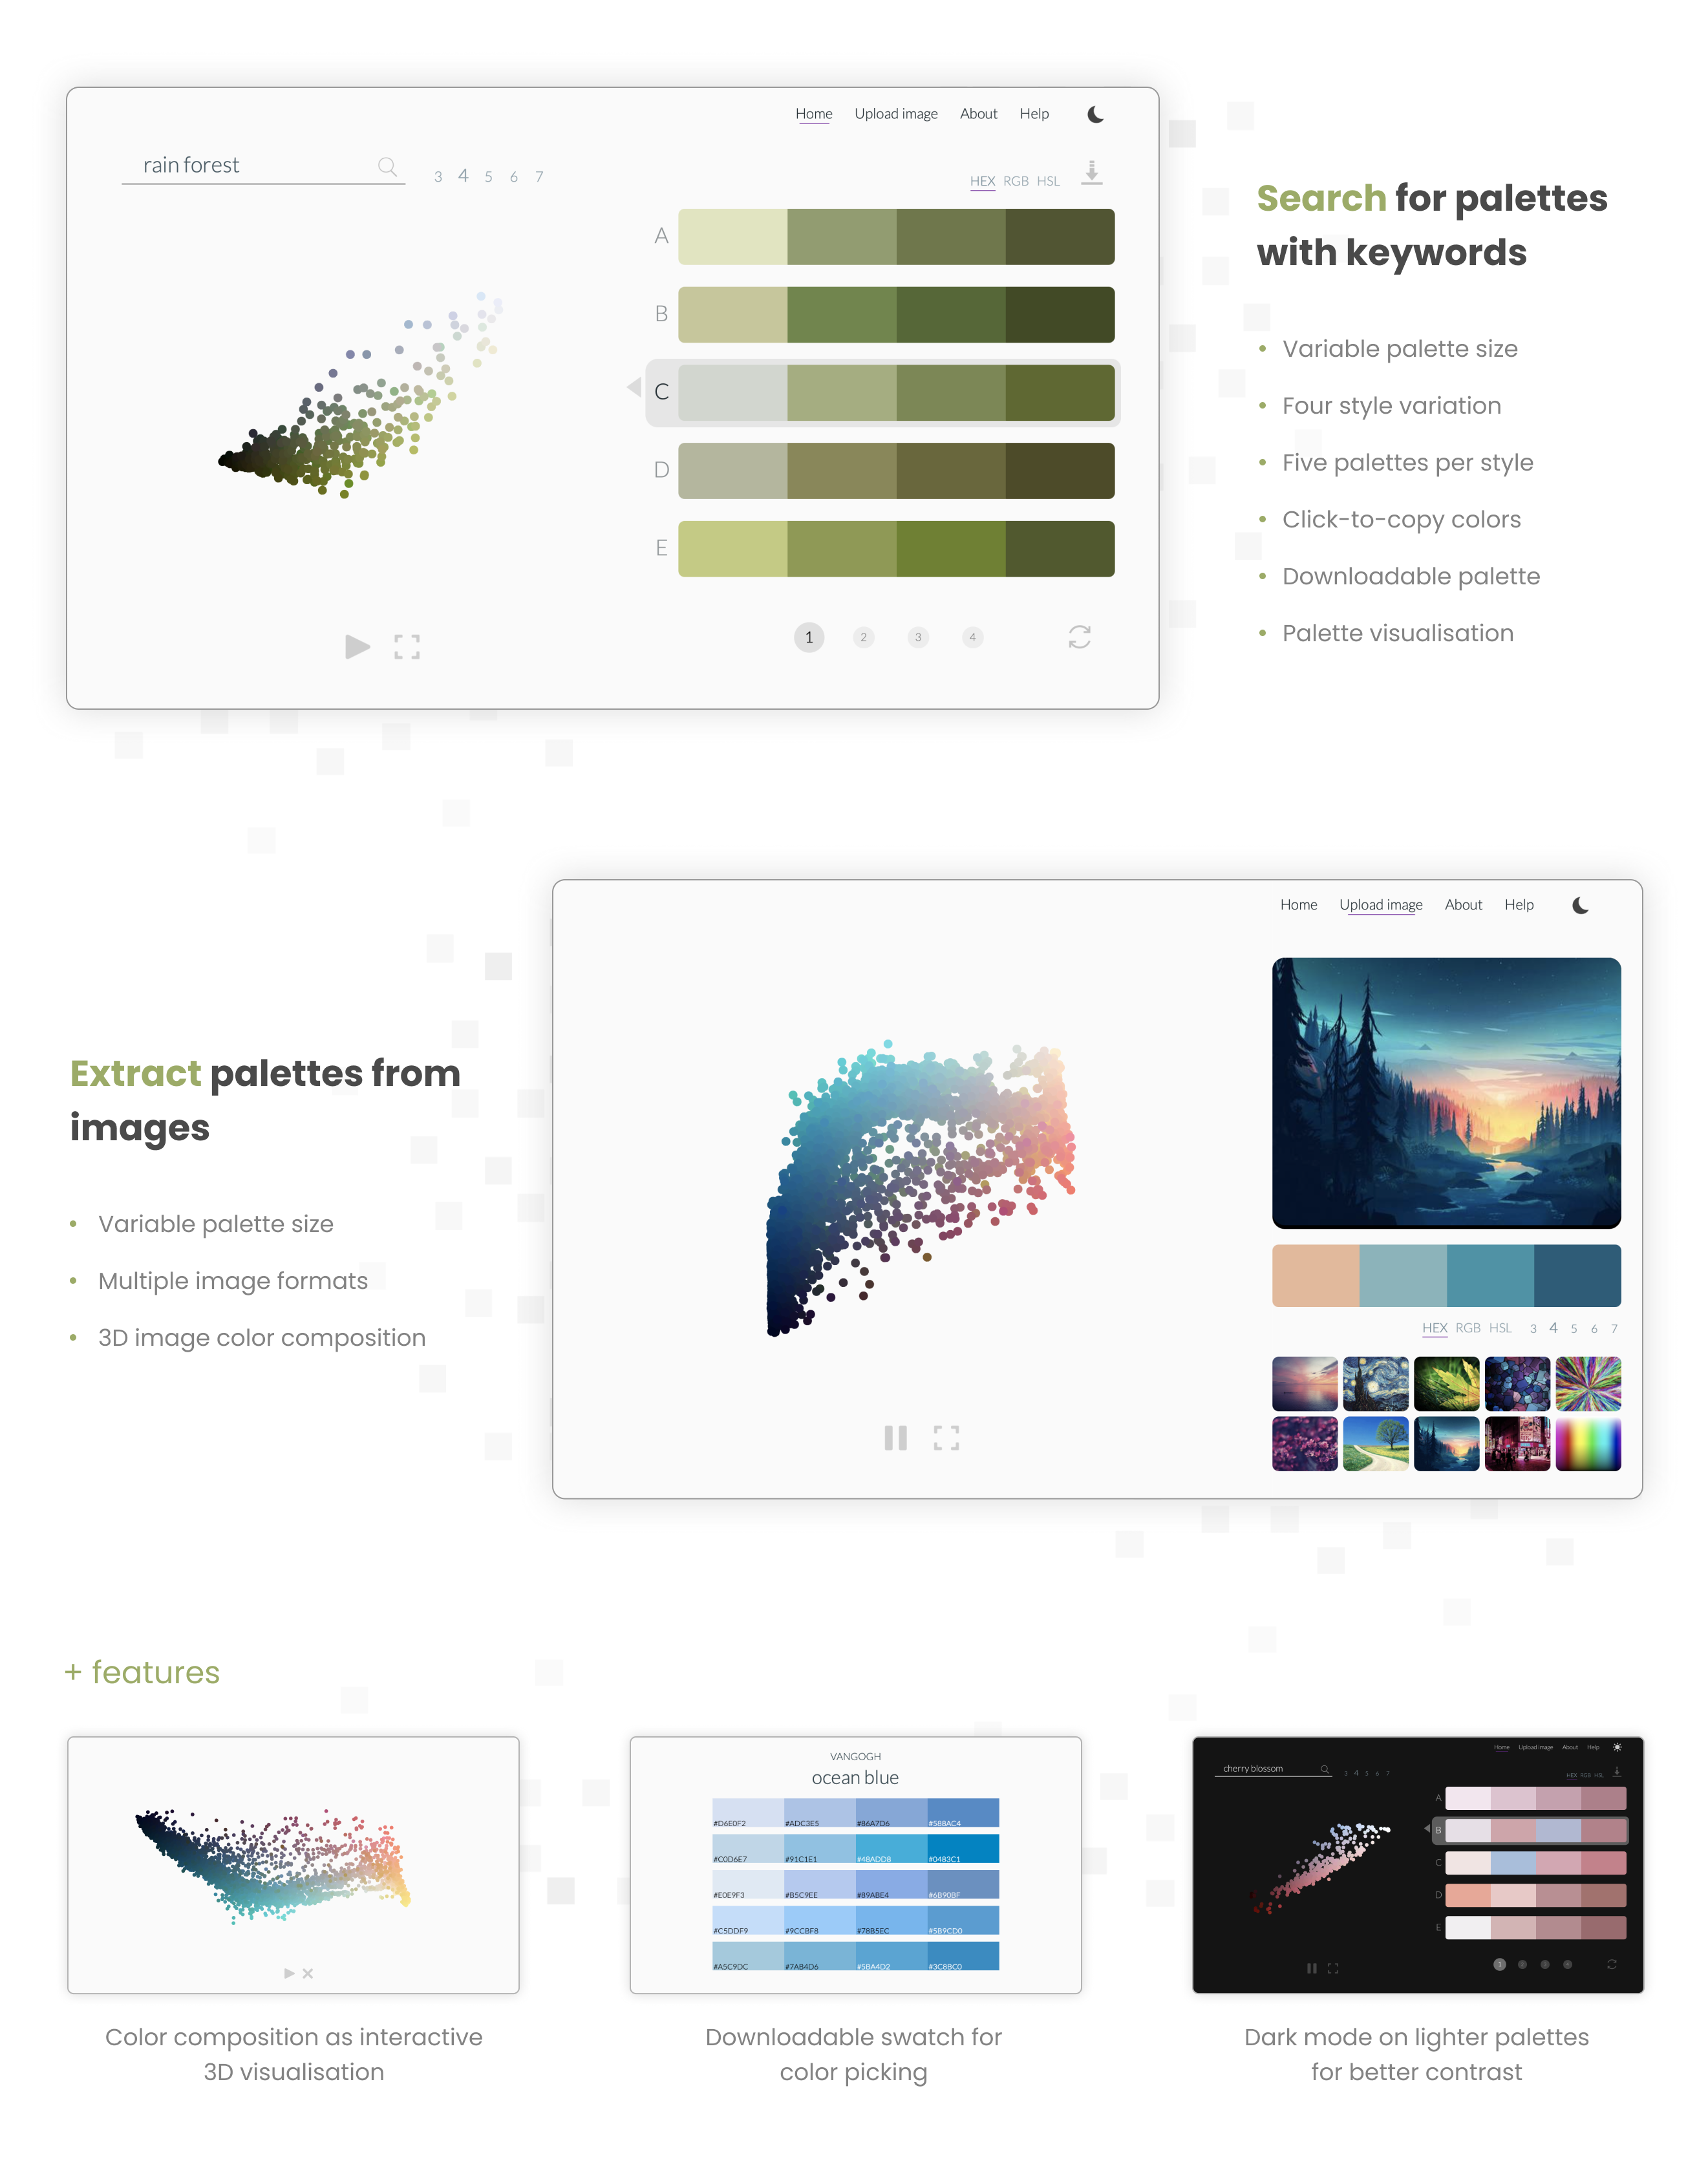 Home Upload image About Help
rain forest
3 4 5 6 7
HEX RGB HSL
A
B
C
D
E
1 2 3 4
Search for palettes
with keywords
• Variable palette size
• Four style variation
• Five palettes per style
• Click-to-copy colors
• Downloadable palette
• Palette visualisation
Extract palettes from
images
• Variable palette size
• Multiple image formats
• 3D image color composition
Home Upload image About Help
HEX RGB HSL 3 4 5 6 7
+ features
Color composition as interactive
3D visualisation
VANGOGH
ocean blue
#D6E0F2 #ADC3E5 #86A7D6 #588AC4
#C0D6E7 #91C1E1 #48ADD8 #0483C1
#E0E9F3 #B5C9EE #89ABE4 #6B90BF
#C5DDF9 #9CCBF8 #78B5EC #5B9CD0
#A5C9DC #7AB4D6 #5BA4D2 #3C8BC0
Downloadable swatch for
color picking
Home Upload image About Help
cherry blossom
3 4 5 6 7
HEX RGB HSL
A
B
C
D
E
1 2 3 4
Dark mode on lighter palettes
for better contrast